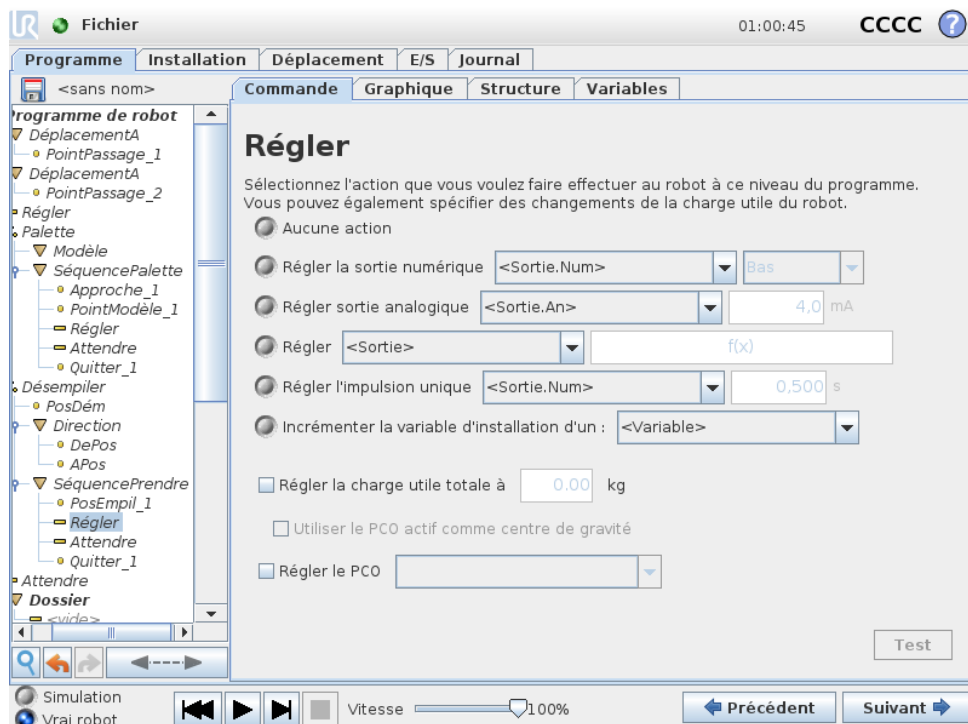 UR Fichier 01:00:45 CCCC ?
Programme Installation Déplacement E/S Journal
<sans nom>
Commande Graphique Structure Variables
Programme de robot
DéplacementA
PointPassage_1
DéplacementA
PointPassage_2
Régler
Palette
Modèle
SéquencePalette
Approche_1
PointModèle_1
Régler
Attendre
Quitter_1
Désempiler
PosDém
Direction
DePos
APos
SéquencePrendre
PosEmpil_1
Régler
Attendre
Quitter_1
Attendre
Dossier
<vide>
Régler
Sélectionnez l'action que vous voulez faire effectuer au robot à ce niveau du programme.
Vous pouvez également spécifier des changements de la charge utile du robot.
Aucune action
Régler la sortie numérique <Sortie.Num> Bas
Régler sortie analogique <Sortie.An> 4,0 mA
Régler <Sortie> f(x)
Régler l'impulsion unique <Sortie.Num> 0,500 s
Incrémenter la variable d'installation d'un : <Variable>
Régler la charge utile totale à 0.00 kg
Utiliser le PCO actif comme centre de gravité
Régler le PCO
Test
Simulation
Vrai robot
Vitesse 100%
Précédent Suivant